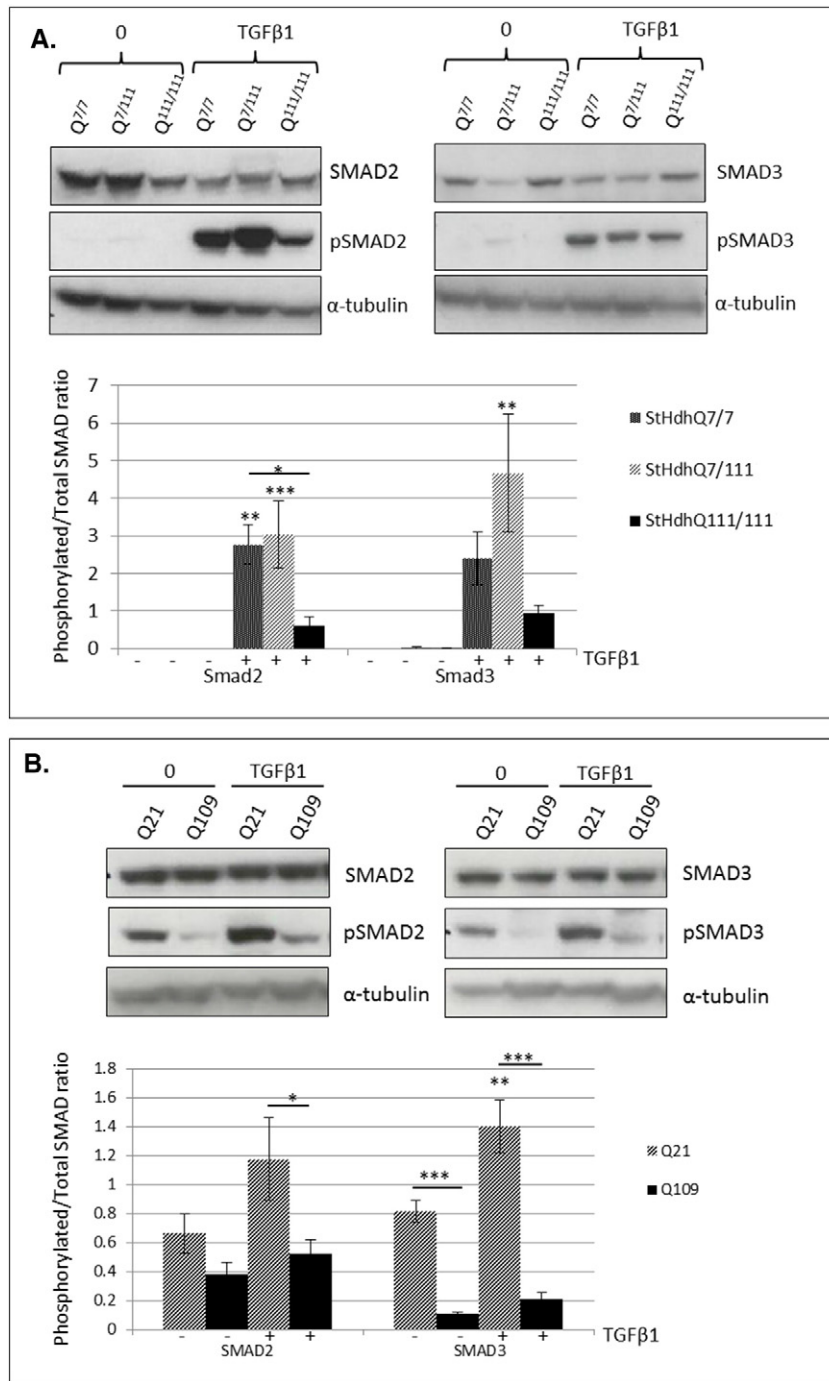 A.
0 TGFβ1 0 TGFβ1
Q7/7 Q7/111 Q111/111 Q7/7 Q7/111 Q111/111 Q7/7 Q7/111 Q111/111 Q7/7 Q7/111 Q111/111
SMAD2 SMAD3
pSMAD2 pSMAD3
α-tubulin α-tubulin
Phosphorylated/Total SMAD ratio
7
6
5
4
3
2
1
0
** * *** **
StHdhQ7/7
StHdhQ7/111
StHdhQ111/111
- - - + + + - - - + + + TGFβ1
Smad2 Smad3
B.
0 TGFβ1 0 TGFβ1
Q21 Q109 Q21 Q109 Q21 Q109 Q21 Q109
SMAD2 SMAD3
pSMAD2 pSMAD3
α-tubulin α-tubulin
Phosphorylated/Total SMAD ratio
1.8
1.6
1.4
1.2
1
0.8
0.6
0.4
0.2
0
* *** ** ***
Q21
Q109
- - + + - - + + TGFβ1
SMAD2 SMAD3